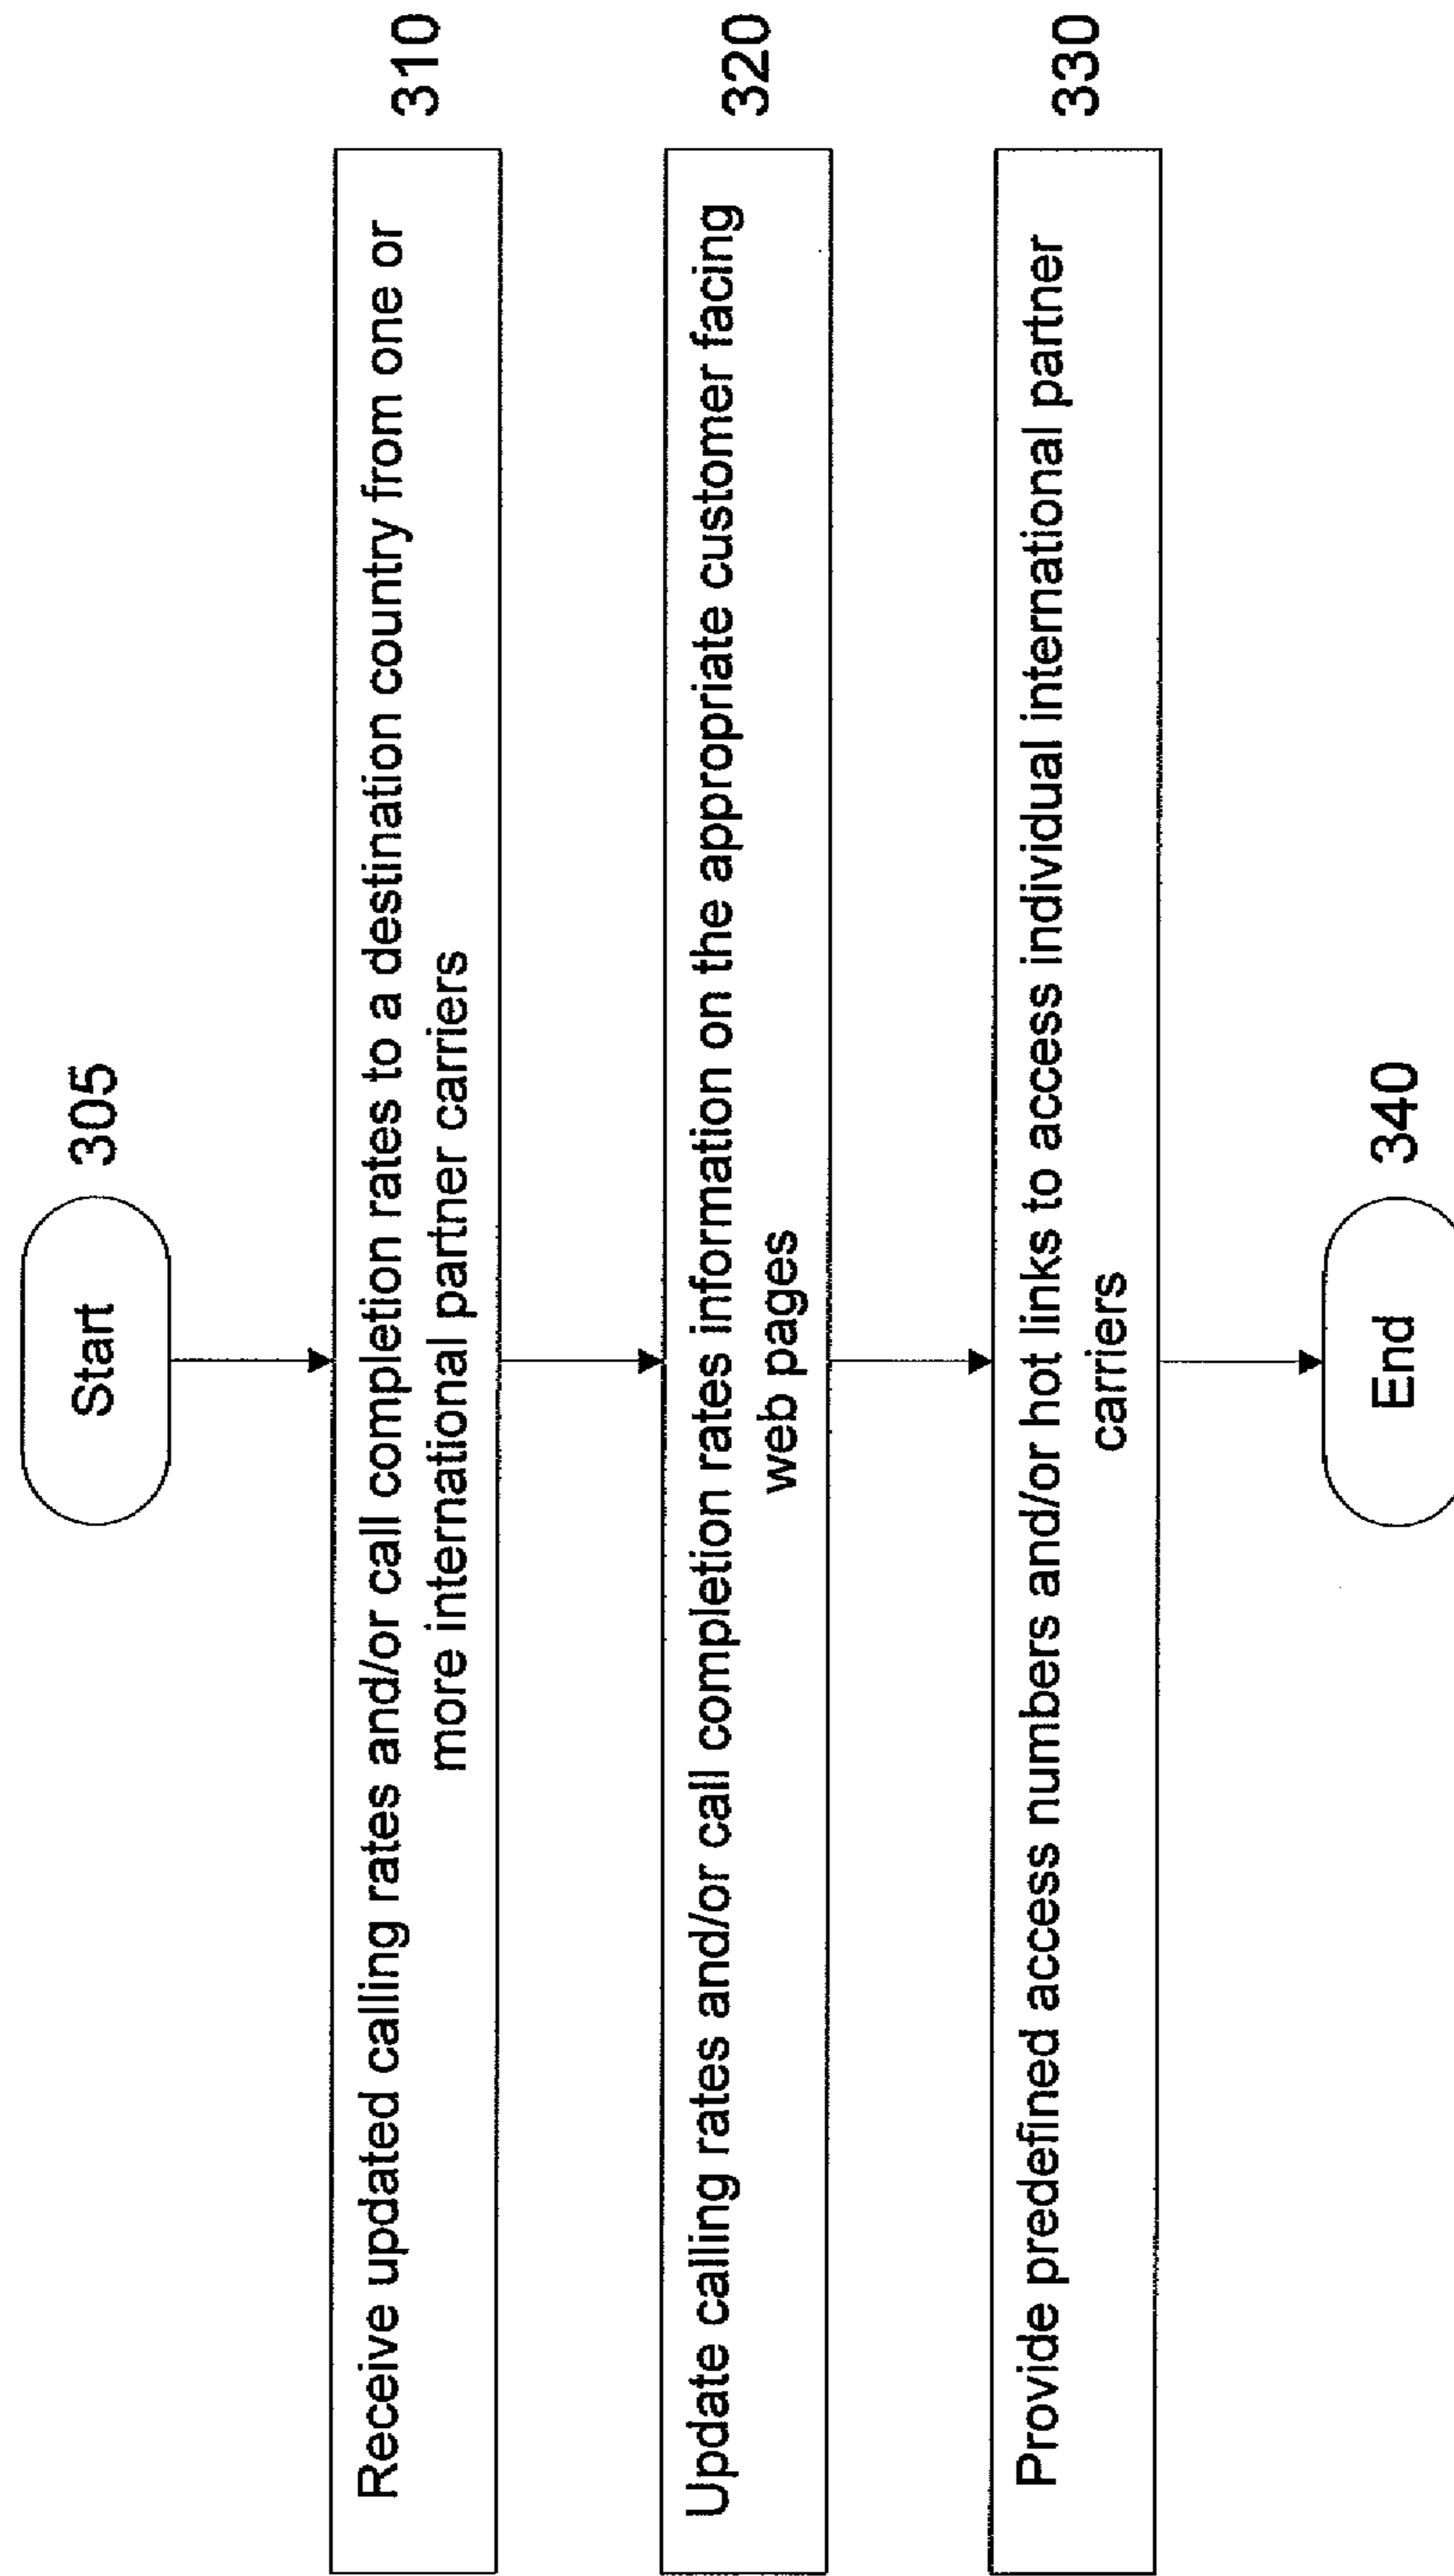 Start
305
Receive updated calling rates and/or call completion rates to a destination country from one or
more international partner carriers
310
Update calling rates and/or call completion rates information on the appropriate customer facing
web pages
320
Provide predefined access numbers and/or hot links to access individual international partner
carriers
330
End
340